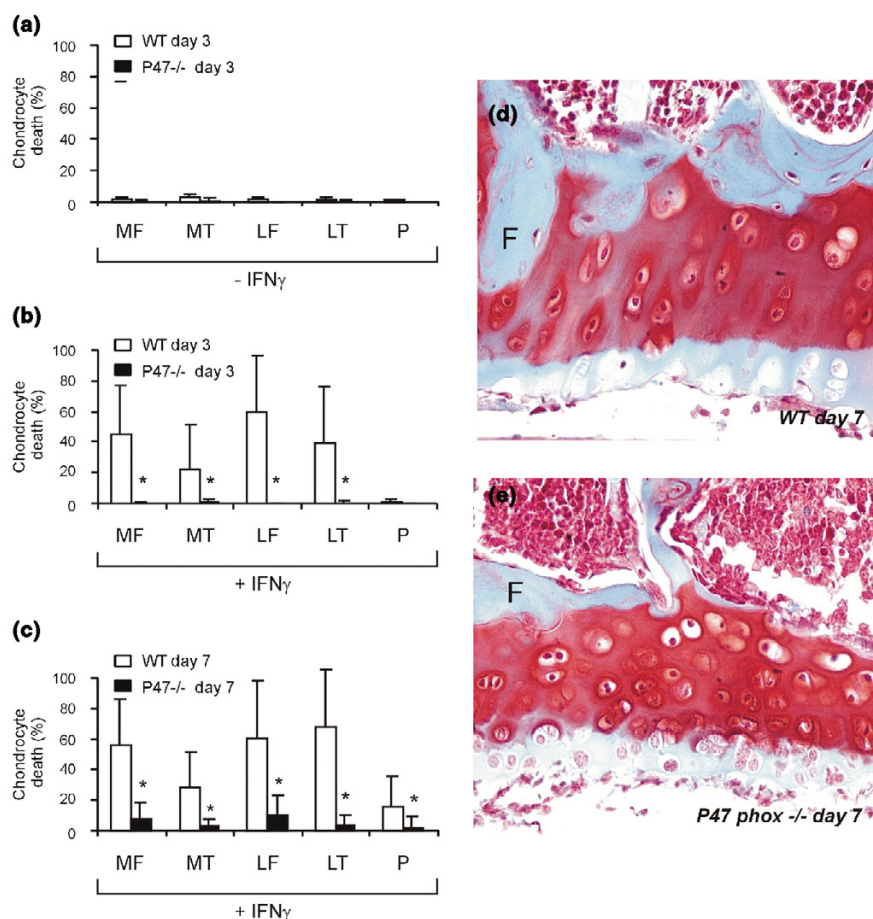 (a)
WT day 3
P47-/- day 3
Chondrocyte
death (%)
100
80
60
40
20
0
MF MT LF LT P
- IFNγ
(b)
WT day 3
P47-/- day 3
Chondrocyte
death (%)
100
80
60
40
20
0
* * * *
MF MT LF LT P
+ IFNγ
(c)
WT day 7
P47-/- day 7
Chondrocyte
death (%)
100
80
60
40
20
0
* * * * *
MF MT LF LT P
+ IFNγ
(d)
F
WT day 7
(e)
F
P47 phox -/- day 7